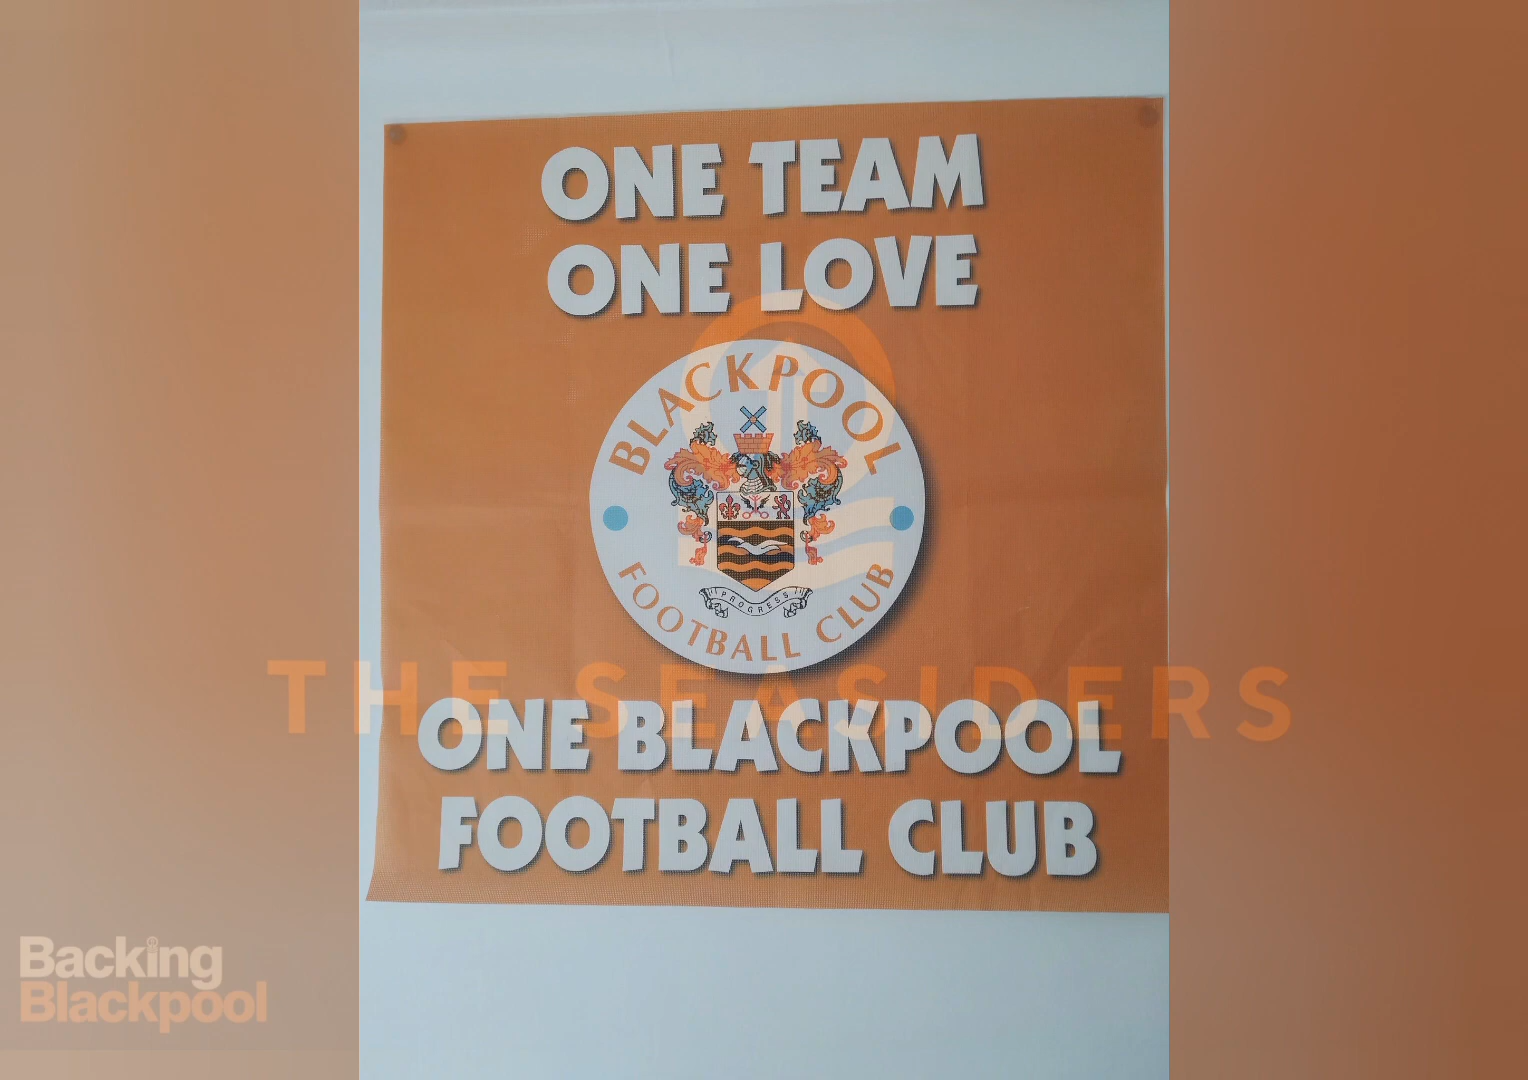 ONE TEAM
ONE LOVE
BLACKPOOL
PROGRESS
FOOTBALL CLUB
THE SEASIDERS
ONE BLACKPOOL
FOOTBALL CLUB
Backing
Blackpool